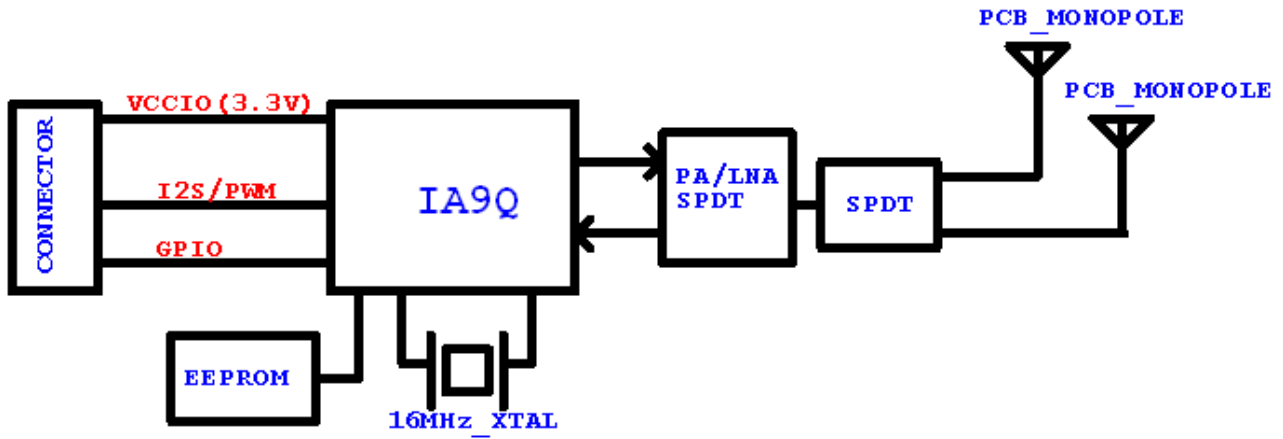 PCB_MONOPOLE
PCB_MONOPOLE
VCCIO(3.3V)
CONNECTOR
I2S/PWM
GPIO
IA9Q
PA/LNA
SPDT
SPDT
EEPROM
16MHz_XTAL